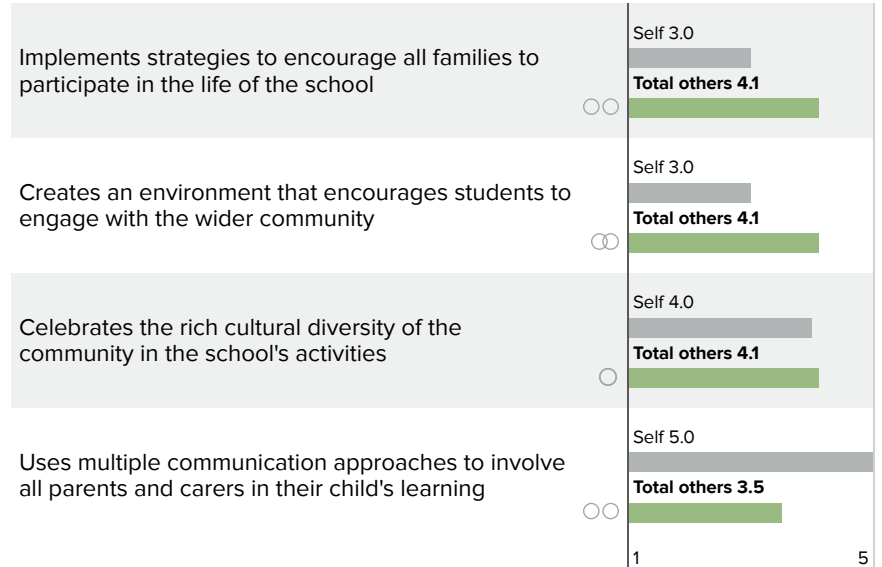 Self 3.0
Implements strategies to encourage all families to
participate in the life of the school
Total others 4.1
Self 3.0
Creates an environment that encourages students to
engage with the wider community
Total others 4.1
Self 4.0
Celebrates the rich cultural diversity of the
community in the school's activities
Total others 4.1
Self 5.0
Uses multiple communication approaches to involve
all parents and carers in their child's learning
Total others 3.5
1 5